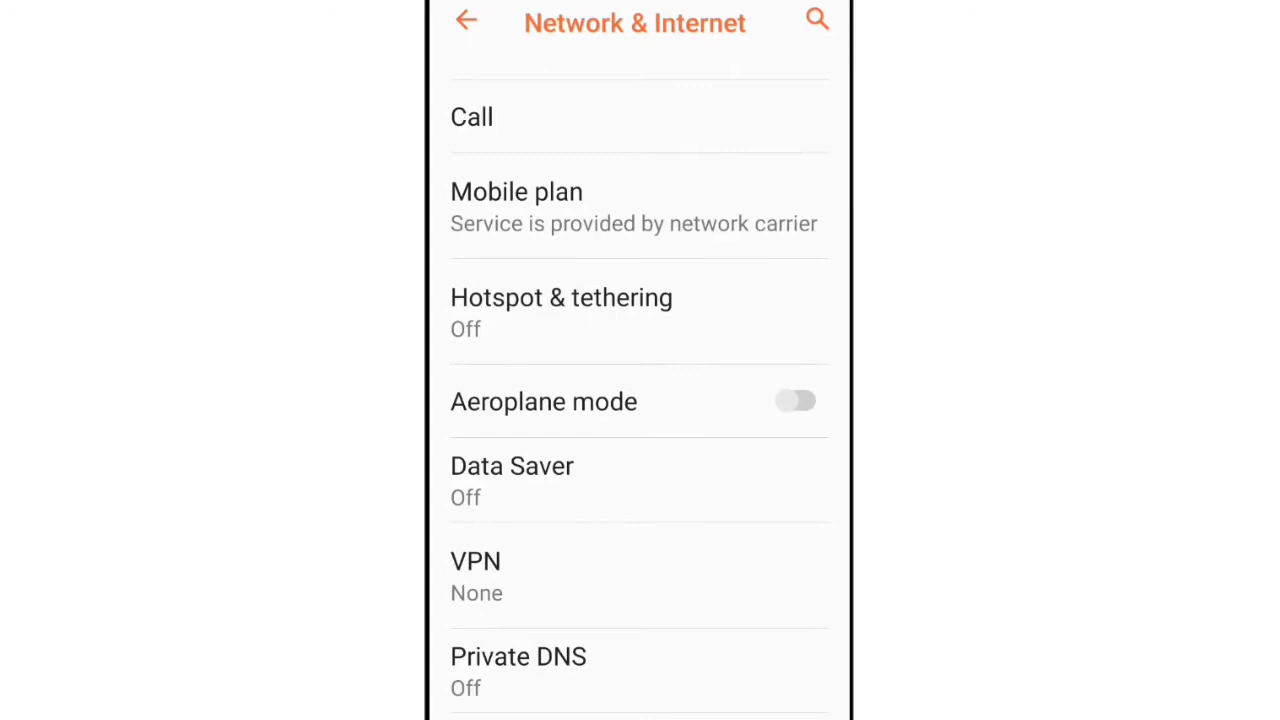 Network & Internet
Call
Mobile plan
Service is provided by network carrier
Hotspot & tethering
Off
Aeroplane mode
Data Saver
Off
VPN
None
Private DNS
Off